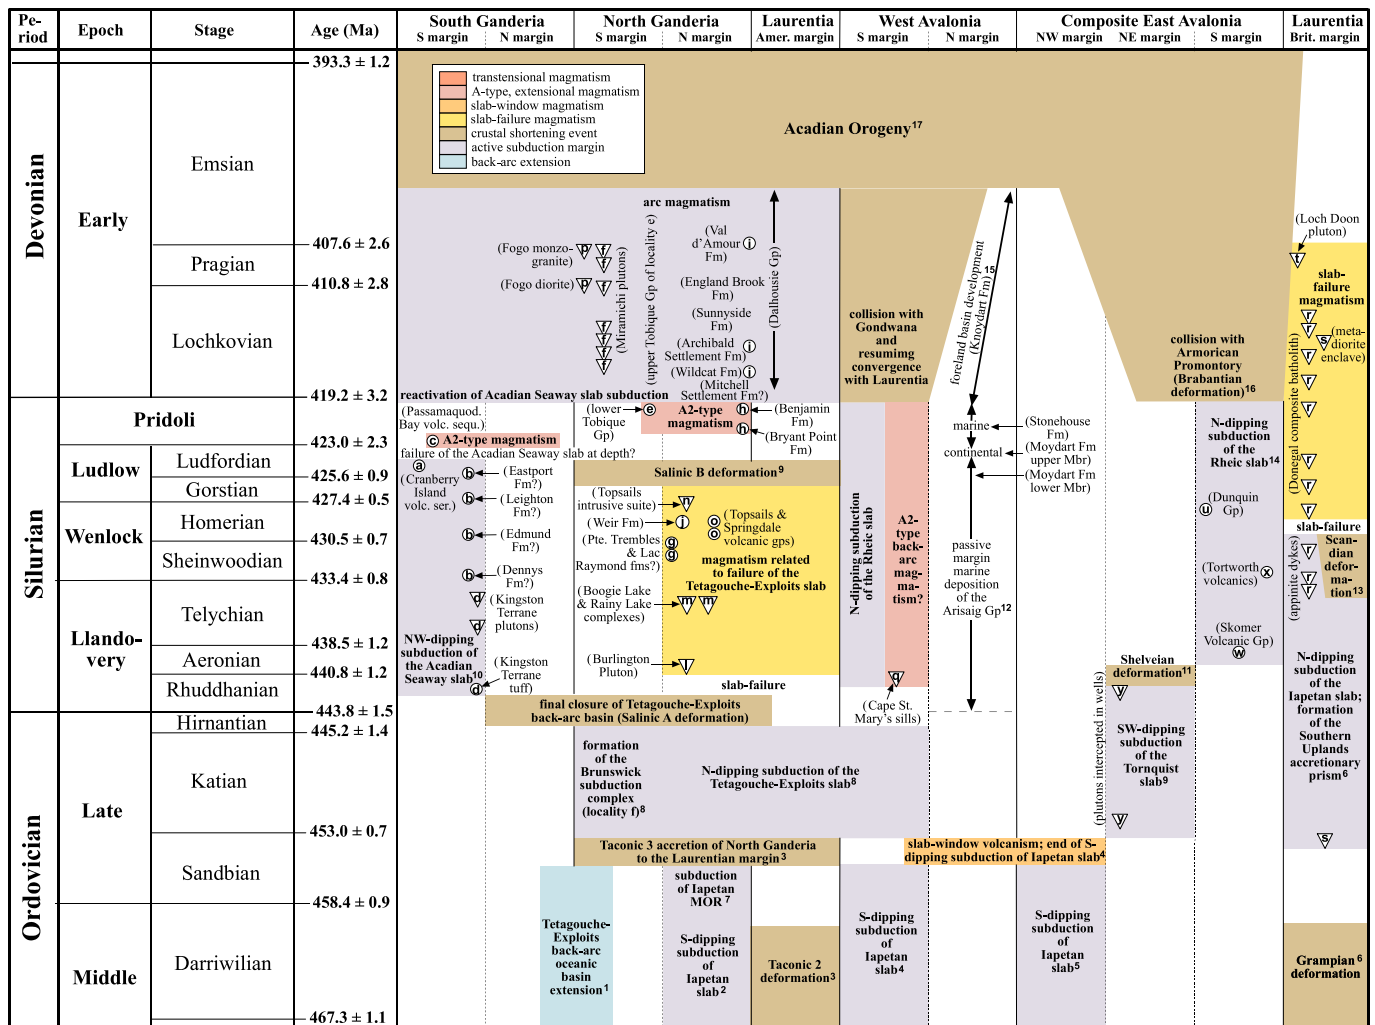 Pe-
riod
Epoch
Stage
Age (Ma)
South Ganderia
S margin
N margin
North Ganderia
S margin
N margin
Laurentia
Amer. margin
West Avalonia
S margin
N margin
Composite East Avalonia
NW margin
NE margin
S margin
Laurentia
Brit. margin
Devonian
Silurian
Ordovician
Early
Pridoli
Ludlow
Wenlock
Llando-
very
Late
Middle
Emsian
Pragian
Lochkovian
Ludfordian
Gorstian
Homerian
Sheinwoodian
Telychian
Aeronian
Rhuddhanian
Hirnantian
Katian
Sandbian
Darriwilian
393.3 ± 1.2
407.6 ± 2.6
410.8 ± 2.8
419.2 ± 3.2
423.0 ± 2.3
425.6 ± 0.9
427.4 ± 0.5
430.5 ± 0.7
433.4 ± 0.8
438.5 ± 1.2
440.8 ± 1.2
443.8 ± 1.5
445.2 ± 1.4
453.0 ± 0.7
458.4 ± 0.9
467.3 ± 1.1
transtensional magmatism
A-type, extensional magmatism
slab-window magmatism
slab-failure magmatism
crustal shortening event
active subduction margin
back-arc extension
Acadian Orogeny17
arc magmatism
(Fogo monzo-
granite)
p
f
f
(Fogo diorite)
p
f
f
f
f
f
(Miramichi plutons)
(upper Tobique Gp of locality e)
(Val
d'Amour
Fm)
i
(England Brook
Fm)
(Sunnyside
Fm)
(Archibald
Settlement Fm)
i
(Wildcat Fm)
i
(Mitchell
Settlement Fm?)
(Dalhousie Gp)
reactivation of Acadian Seaway slab subduction
(Passamaquod.
Bay volc. sequ.)
c
A2-type magmatism
failure of the Acadian Seaway slab at depth?
a
(Cranberry
Island
volc. ser.)
b
(Eastport
Fm?)
b
(Leighton
Fm?)
b
(Edmund
Fm?)
b
(Dennys
Fm?)
d
(Kingston
Terrane
plutons)
d
NW-dipping
subduction of
the Acadian
Seaway slab10
(Kingston
Terrane
tuff)
d
(lower
Tobique
Gp)
e
A2-type
magmatism
h
(Benjamin
Fm)
h
(Bryant Point
Fm)
Salinic B deformation9
(Topsails
intrusive suite)
n
(Weir Fm)
j
o
o
(Topsails &
Springdale
volcanic gps)
(Pte. Trembles
& Lac
Raymond fms?)
g
g
magmatism related
to failure of the
Tetagouche-Exploits slab
(Boogie Lake
& Rainy Lake
complexes)
m
m
(Burlington
Pluton)
l
slab-failure
final closure of Tetagouche-Exploits
back-arc basin (Salinic A deformation)
formation
of the
Brunswick
subduction
complex
(locality f)8
N-dipping subduction of the
Tetagouche-Exploits slab8
Taconic 3 accretion of North Ganderia
to the Laurentian margin3
Tetagouche-
Exploits
back-arc
oceanic
basin
extension1
subduction
of Iapetan
MOR 7
S-dipping
subduction
of
Iapetan
slab2
Taconic 2
deformation3
collision with
Gondwana
and
resumimg
convergence
with Laurentia
foreland basin development
(Knoydart Fm)15
N-dipping subduction
of the Rheic slab
A2-
type
back-
arc
mag-
matism?
q
(Cape St.
Mary's sills)
marine
(Stonehouse
Fm)
continental
(Moydart Fm
upper Mbr)
(Moydart Fm
lower Mbr)
passive
margin
marine
deposition
of the
Arisaig Gp12
slab-window volcanism; end of S-
dipping subduction of Iapetan slab4
S-dipping
subduction
of
Iapetan
slab4
S-dipping
subduction
of
Iapetan
slab5
collision with
Armorican
Promontory
(Brabantian
deformation)16
N-dipping
subduction
of the
Rheic slab14
(Dunquin
Gp)
u
(Tortworth
volcanics)
x
(Skomer
Volcanic Gp)
w
Shelveian
deformation11
(plutons intercepted in wells)
y
SW-dipping
subduction
of the
Tornquist
slab9
y
(Loch Doon
pluton)
t
slab-
failure
magmatism
r
r
s
(meta-
diorite
enclave)
r
r
r
r
r
r
(Donegal composite batholith)
slab-failure
(appinite dykes)
r
r
r
Scan-
dian
defor-
ma-
tion13
N-dipping
subduction
of the
Iapetan slab;
formation
of the
Southern
Uplands
accretionary
prism6
s
Grampian 6
deformation